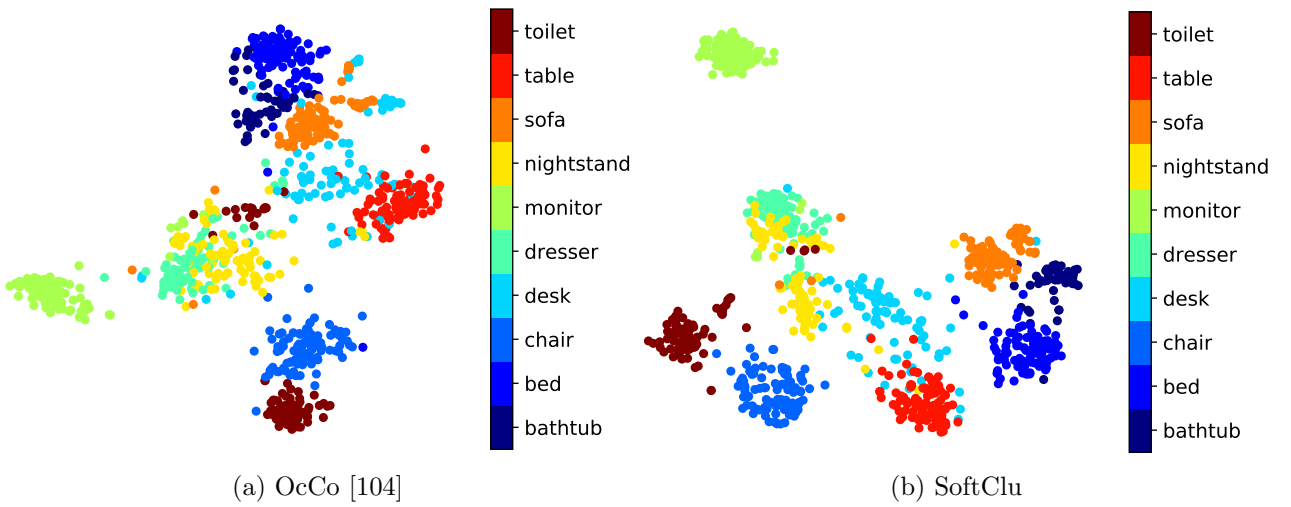 toilet
table
sofa
nightstand
monitor
dresser
desk
chair
bed
bathtub
(a) OcCo [104]
toilet
table
sofa
nightstand
monitor
dresser
desk
chair
bed
bathtub
(b) SoftClu